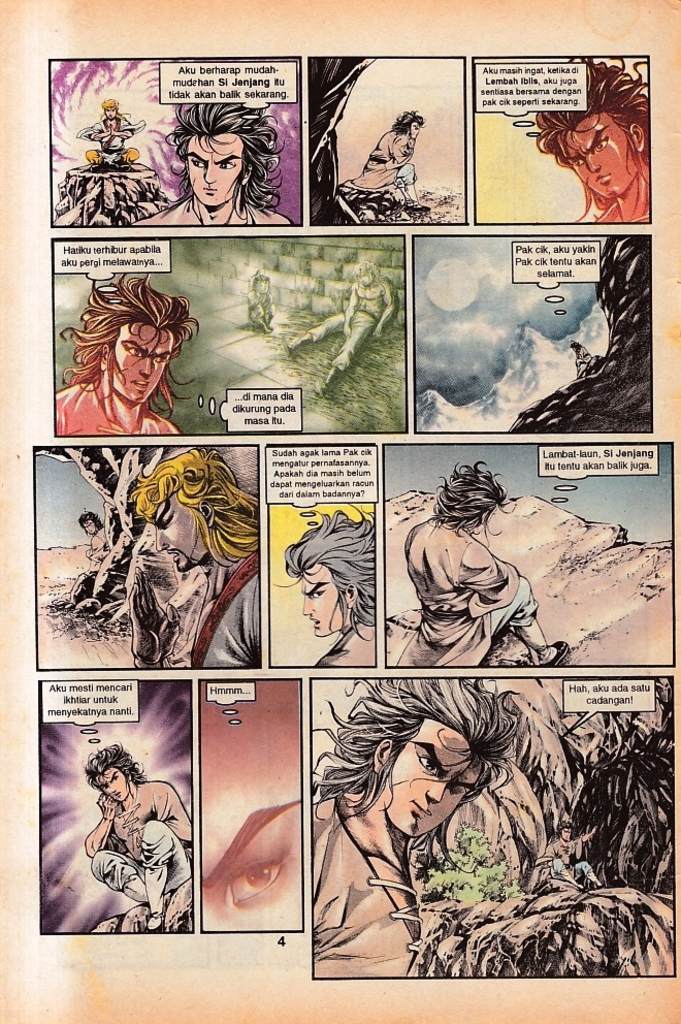 Aku berharap mudah-
mudahan Si Jenjang itu
tidak akan balik sekarang.
Aku masih ingat, ketika di
Lembah Iblis, aku juga
sentiasa bersama dengan
pak cik seperti sekarang.
Hatiku terhibur apabila
aku pergi melawatnya...
...di mana dia
dikurung pada
masa itu.
Pak cik, aku yakin
Pak cik tentu akan
selamat.
Sudah agak lama Pak cik
mengatur pernafasannya.
Apakah dia masih belum
dapat mengeluarkan racun
dari dalam badannya?
Lambat-laun, Si Jenjang
itu tentu akan balik juga.
Aku mesti mencari
ikhtiar untuk
menyekatnya nanti.
Hmmm...
Hah, aku ada satu
cadangan!
4